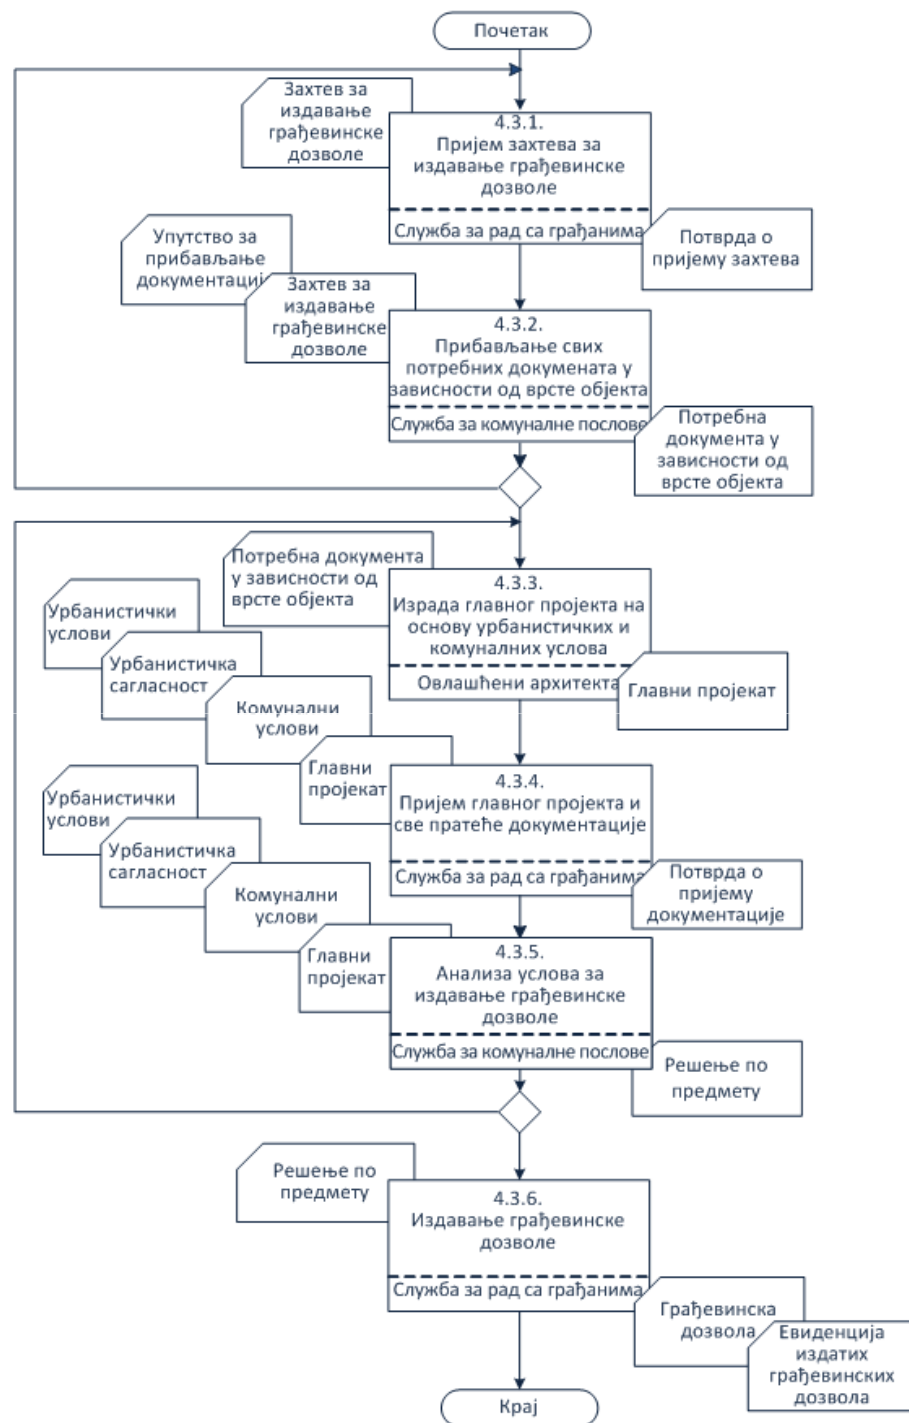 Почетак
Захтев за
издавање
грађевинске
дозволе
4.3.1.
Пријем захтева за
издавање грађевинске
дозволе
Служба за рад са грађанима
Потврда о
пријему захтева
Упутство за
прибављање
документациј
Захтев за
издавање
грађевинске
дозволе
4.3.2.
Прибављање свих
потребних докумената у
зависности од врсте објекта
Служба за комуналне послове
Потребна
документа у
зависности од
врсте објекта
Потребна документа
у зависности од
врсте објекта
4.3.3.
Израда главног пројекта на
основу урбанистичких и
комуналних услова
Овлашћени архитекта
Главни пројекат
Урбанистички
услови
Урбанистичка
сагласност
Комунални
услови
Главни
пројекат
4.3.4.
Пријем главног пројекта и
све пратеће документације
Служба за рад са грађанима
Потврда о
пријему
документације
Урбанистички
услови
Урбанистичка
сагласност
Комунални
услови
Главни
пројекат
4.3.5.
Анализа услова за
издавање грађевинске
дозволе
Служба за комуналне послове
Решење по
предмету
Решење по
предмету
4.3.6.
Издавање грађевинске
дозволе
Служба за рад са грађанима
Грађевинска
дозвола
Евиденција
издатих
грађевинских
дозвола
Крај